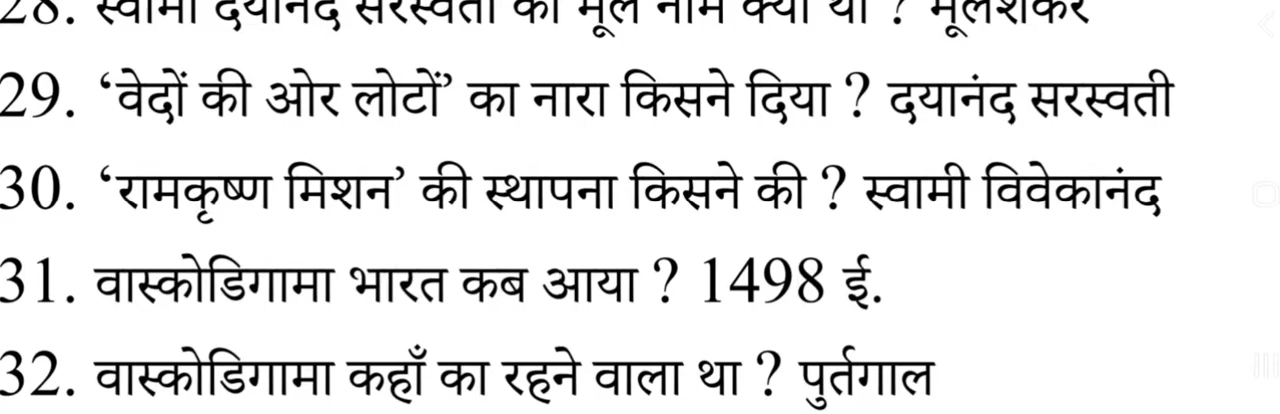 28. स्वामी दयानंद सरस्वती का मूल नाम क्या था ? मूलशंकर
29. ‘वेदों की ओर लोटों’ का नारा किसने दिया ? दयानंद सरस्वती
30. ‘रामकृष्ण मिशन’ की स्थापना किसने की ? स्वामी विवेकानंद
31. वास्कोडिगामा भारत कब आया ? 1498 ई.
32. वास्कोडिगामा कहाँ का रहने वाला था ? पुर्तगाल